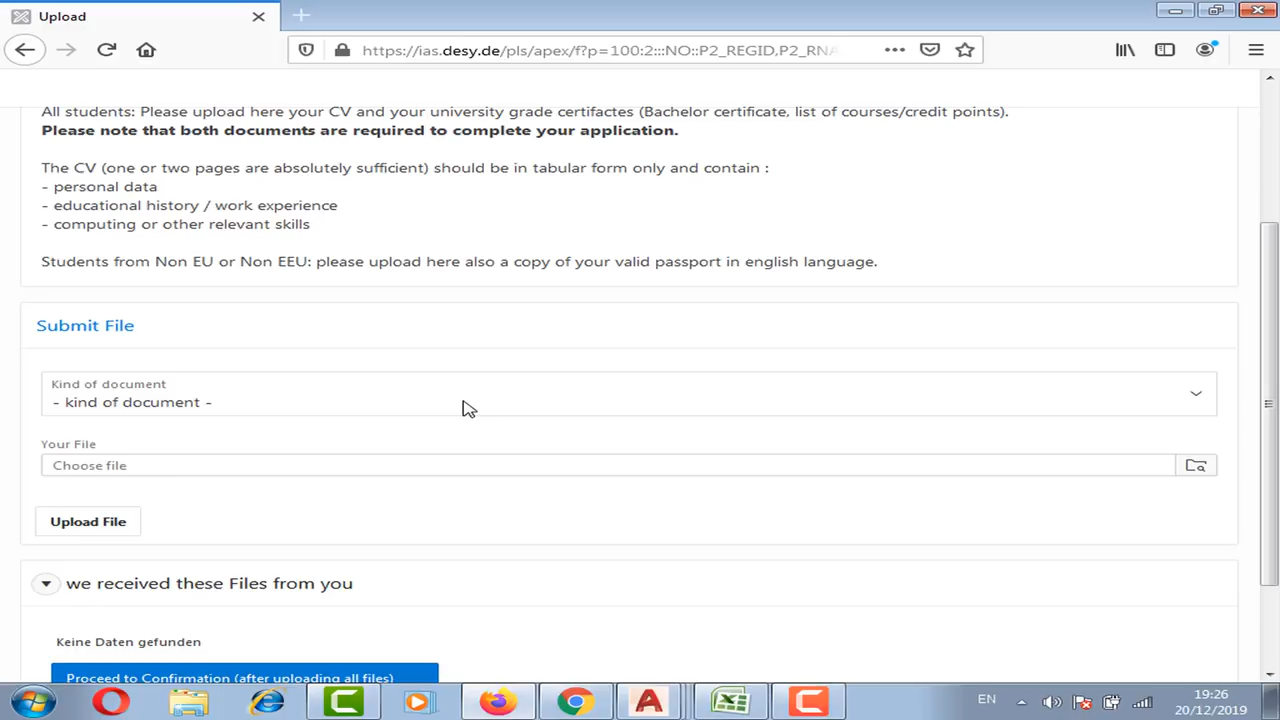 Upload
https://ias.desy.de/pls/apex/f?p=100:2:::NO::P2_REGID,P2_RNA
All students: Please upload here your CV and your university grade certifactes (Bachelor certificate, list of courses/credit points).
Please note that both documents are required to complete your application.
The CV (one or two pages are absolutely sufficient) should be in tabular form only and contain :
- personal data
- educational history / work experience
- computing or other relevant skills
Students from Non EU or Non EEU: please upload here also a copy of your valid passport in english language.
Submit File
Kind of document
- kind of document -
Your File
Choose file
Upload File
we received these Files from you
Keine Daten gefunden
Proceed to Confirmation (after uploading all files)
EN
19:26
20/12/2019